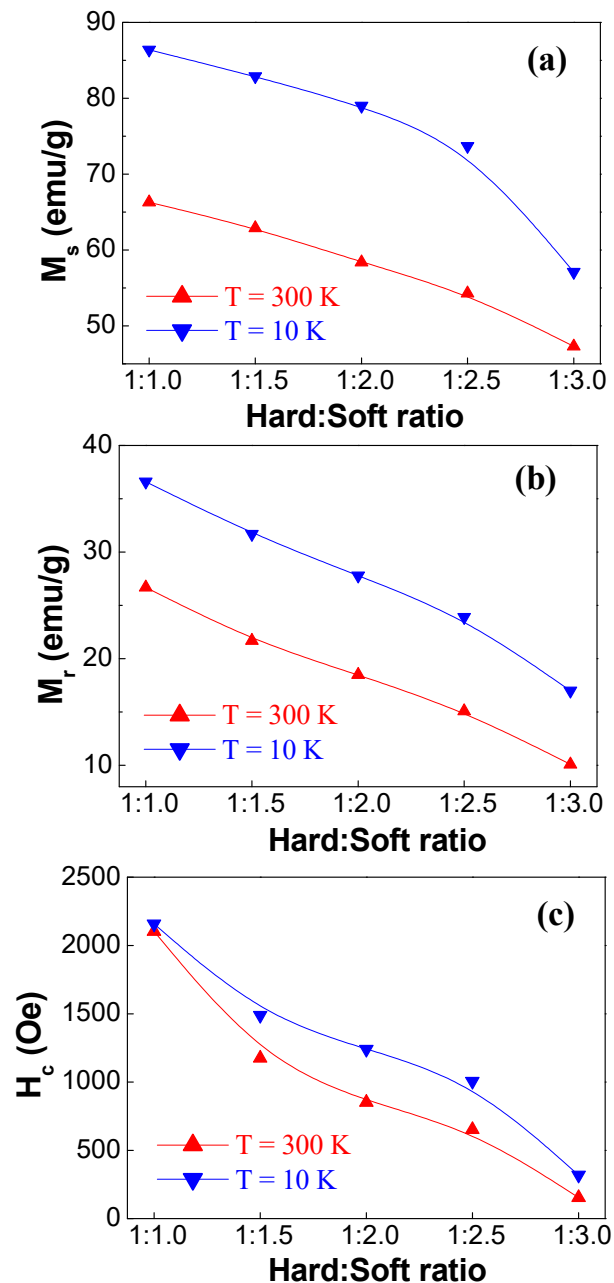 90
80
70
60
50
M_s (emu/g)
(a)
T = 300 K
T = 10 K
1:1.0 1:1.5 1:2.0 1:2.5 1:3.0
Hard:Soft ratio
40
30
20
10
M_r (emu/g)
(b)
T = 300 K
T = 10 K
1:1.0 1:1.5 1:2.0 1:2.5 1:3.0
Hard:Soft ratio
2500
2000
1500
1000
500
0
H_c (Oe)
(c)
T = 300 K
T = 10 K
1:1.0 1:1.5 1:2.0 1:2.5 1:3.0
Hard:Soft ratio